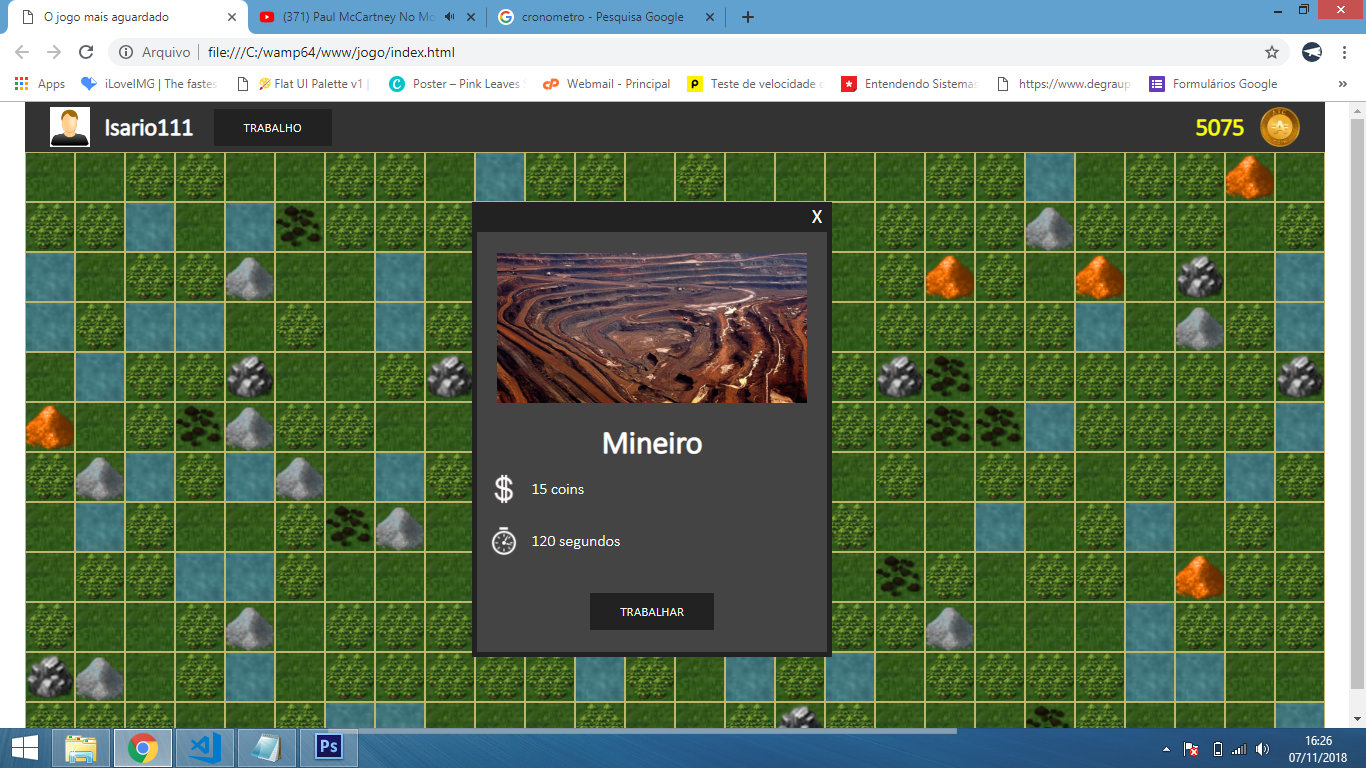 O jogo mais aguardado
(371) Paul McCartney No Mo
cronometro - Pesquisa Google
Arquivo
file:///C:/wamp64/www/jogo/index.html
Apps
iLoveIMG | The fastes
Flat UI Palette v1 |
Poster – Pink Leaves
Webmail - Principal
Teste de velocidade
Entendendo Sistemas
https://www.degraup
Formulários Google
»
Isario111
TRABALHO
5075
X
Mineiro
$
15 coins
120 segundos
TRABALHAR
Ps
16:26
07/11/2018